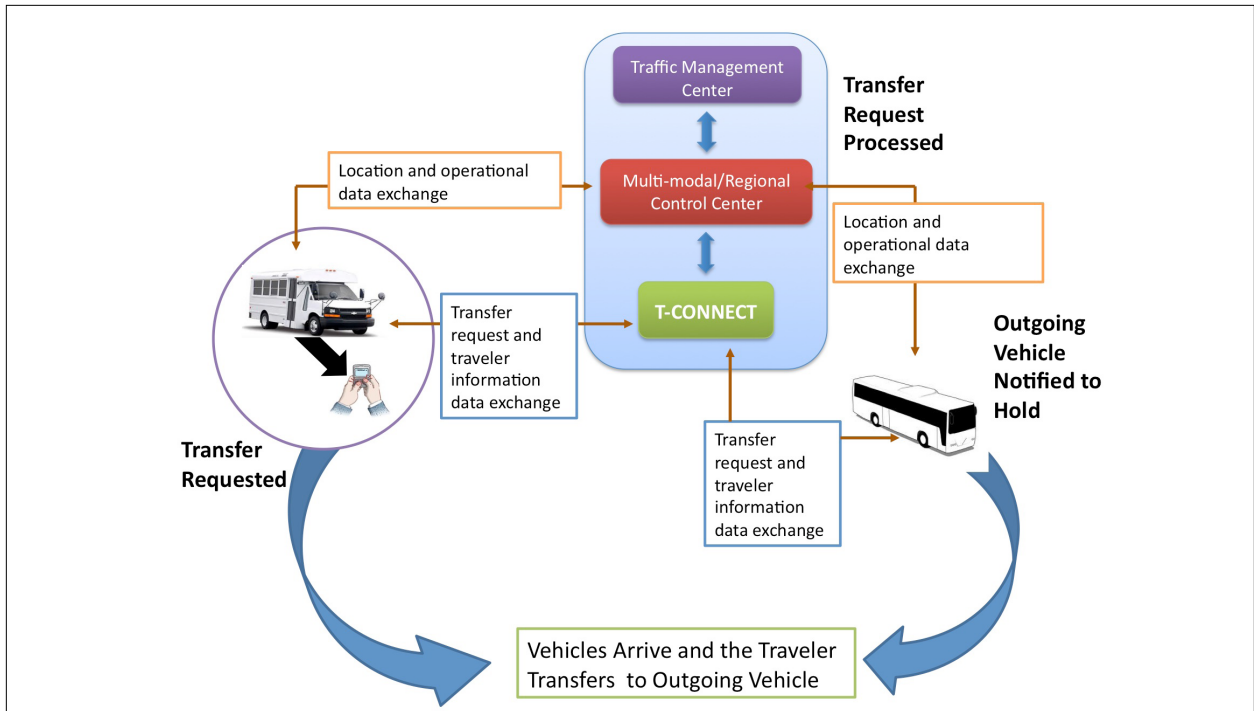 Traffic Management
Center
Transfer
Request
Processed
Location and operational
data exchange
Multi-modal/Regional
Control Center
Location and
operational data
exchange
Transfer
request and
traveler
information
data exchange
T-CONNECT
Outgoing
Vehicle
Notified to
Hold
Transfer
Requested
Transfer
request and
traveler
information
data exchange
Vehicles Arrive and the Traveler
Transfers to Outgoing Vehicle